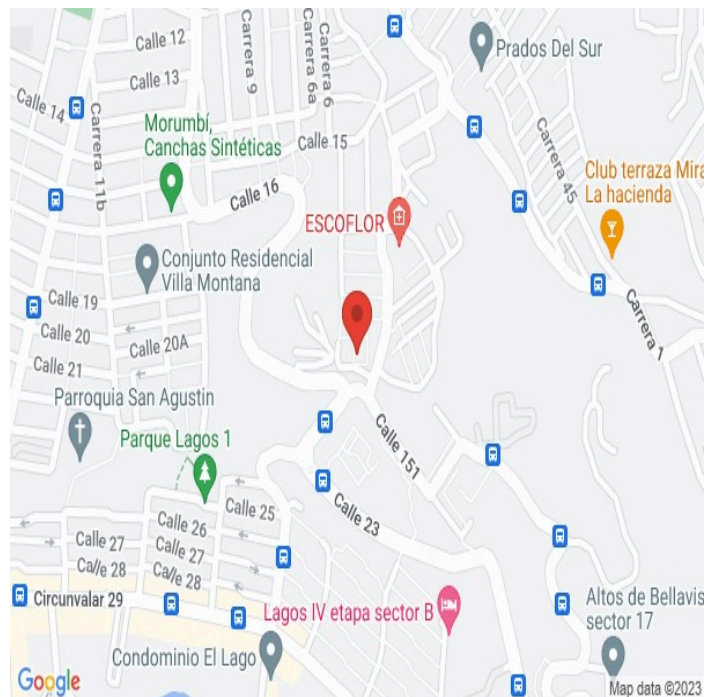 Calle 12
Carrera 9
Carrera 6a
Carrera 6
Prados Del Sur
Calle 13
Calle 14
Carrera 11b
Morumbí,
Canchas Sintéticas
Calle 15
Carrera 45
Club terraza Mira
La hacienda
Calle 16
ESCOFLOR
Conjunto Residencial
Villa Montana
Calle 19
Calle 20
Calle 20A
Calle 21
Carrera 1
Parroquia San Agustin
Parque Lagos 1
Calle 151
Calle 25
Calle 26
Calle 23
Calle 27
Calle 27
Calle 28
Calle 28
Circunvalar 29
Lagos IV etapa sector B
Altos de Bellavis
sector 17
Condominio El Lago
Google
Map data ©2023